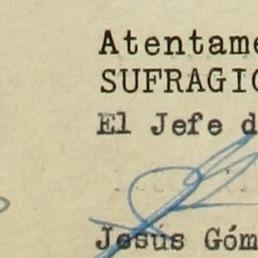 Atentame
SUFRAGIO
El Jefe d
Jesús Góm